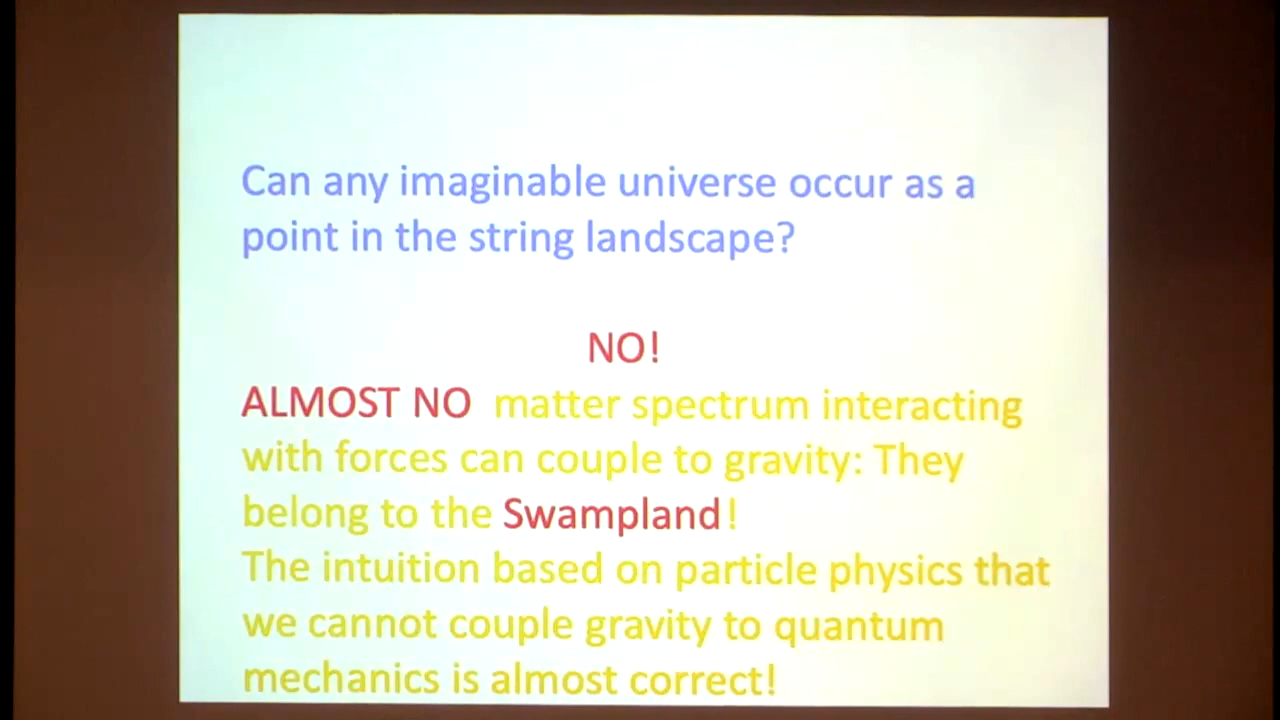 Can any imaginable universe occur as a
point in the string landscape?
NO!
ALMOST NO matter spectrum interacting
with forces can couple to gravity: They
belong to the Swampland!
The intuition based on particle physics that
we cannot couple gravity to quantum
mechanics is almost correct!